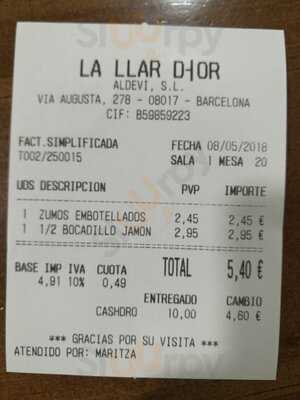 LA LLAR D'OR
ALDEVI, S.L.
VIA AUGUSTA, 278 - 08017 - BARCELONA
CIF: B59859223
FACT.SIMPLIFICADA FECHA 08/05/2018
T002/250015 SALA 1 MESA 20
UDS DESCRIPCION PVP IMPORTE
1 ZUMOS EMBOTELLADOS 2,45 2,45 €
1 1/2 BOCADILLO JAMON 2,95 2,95 €
BASE IMP IVA CUOTA TOTAL 5,40 €
4,91 10% 0,49
ENTREGADO CAMBIO
CASHDRO 10,00 4,60 €
*** GRACIAS POR SU VISITA ***
ATENDIDO POR: MARITZA